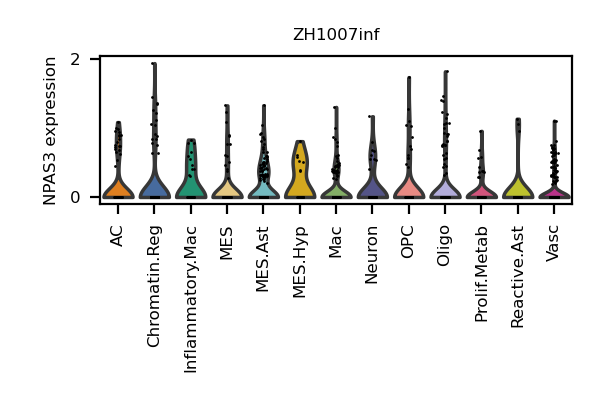 ZH1007inf
NPAS3 expression
2
0
AC
Chromatin.Reg
Inflammatory.Mac
MES
MES.Ast
MES.Hyp
Mac
Neuron
OPC
Oligo
Prolif.Metab
Reactive.Ast
Vasc